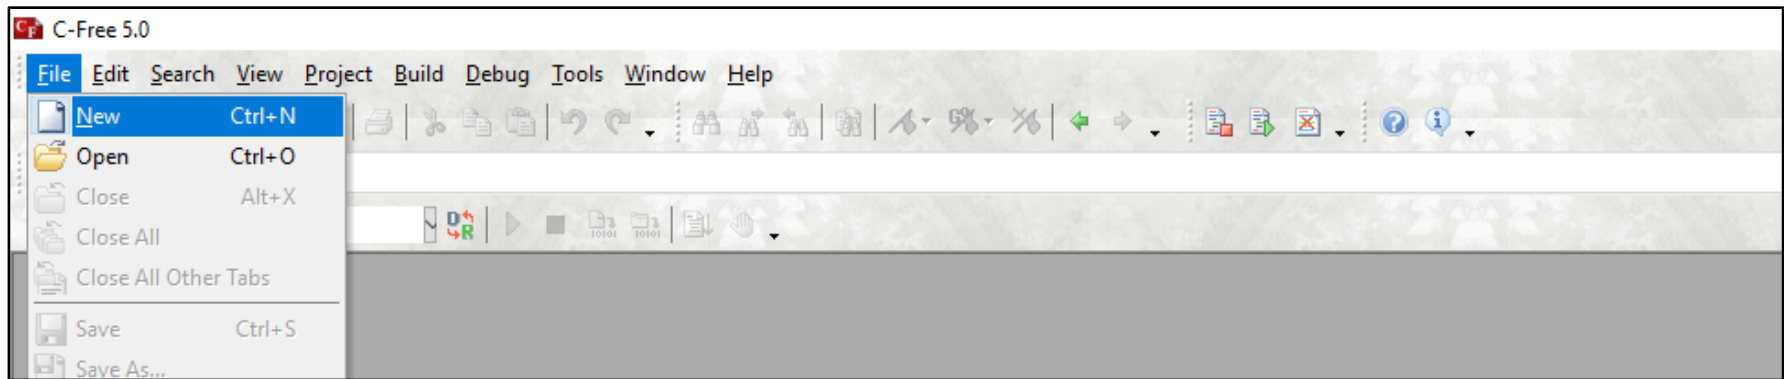 C-Free 5.0
File Edit Search View Project Build Debug Tools Window Help
New Ctrl+N
Open Ctrl+O
Close Alt+X
Close All
Close All Other Tabs
Save Ctrl+S
Save As...